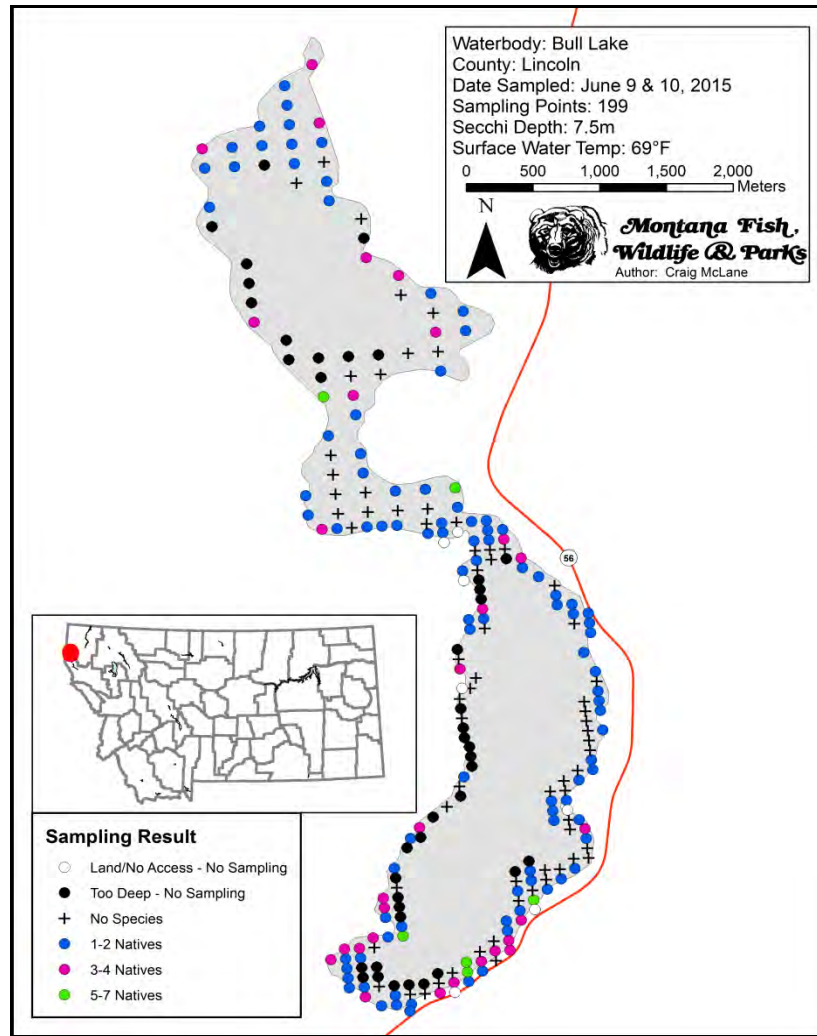 Waterbody: Bull Lake
County: Lincoln
Date Sampled: June 9 & 10, 2015
Sampling Points: 199
Secchi Depth: 7.5m
Surface Water Temp: 69°F
0 500 1,000 1,500 2,000
Meters
N
Montana Fish,
Wildlife & Parks
Author: Craig McLane
56
Sampling Result
Land/No Access - No Sampling
Too Deep - No Sampling
No Species
1-2 Natives
3-4 Natives
5-7 Natives